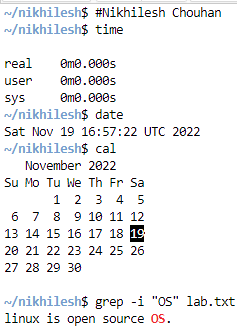 ~/nikhilesh$ #Nikhilesh Chouhan
~/nikhilesh$ time

real    0m0.000s
user    0m0.000s
sys     0m0.000s
~/nikhilesh$ date
Sat Nov 19 16:57:22 UTC 2022
~/nikhilesh$ cal
   November 2022
Su Mo Tu We Th Fr Sa
       1  2  3  4  5
 6  7  8  9 10 11 12
13 14 15 16 17 18 19
20 21 22 23 24 25 26
27 28 29 30

~/nikhilesh$ grep -i "OS" lab.txt
linux is open source OS.